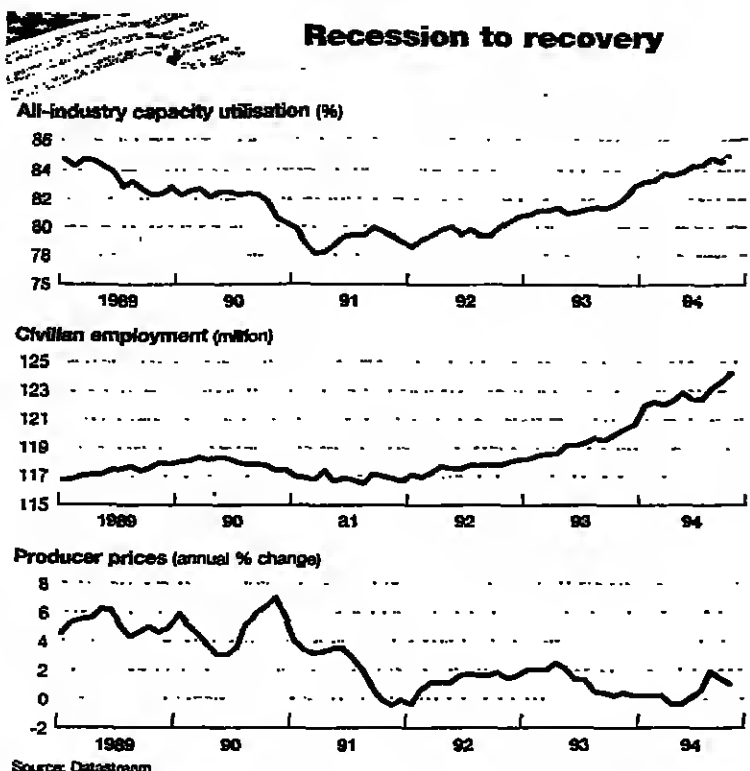 Recession to recovery
All-industry capacity utilisation (%)
86
84
82
80
78
76
1989 90 91 92 93 94
Civilian employment (million)
125
123
121
119
117
115
1989 90 91 92 93 94
Producer prices (annual % change)
8
6
4
2
0
-2
1989 90 91 92 93 94
Source: Datastream